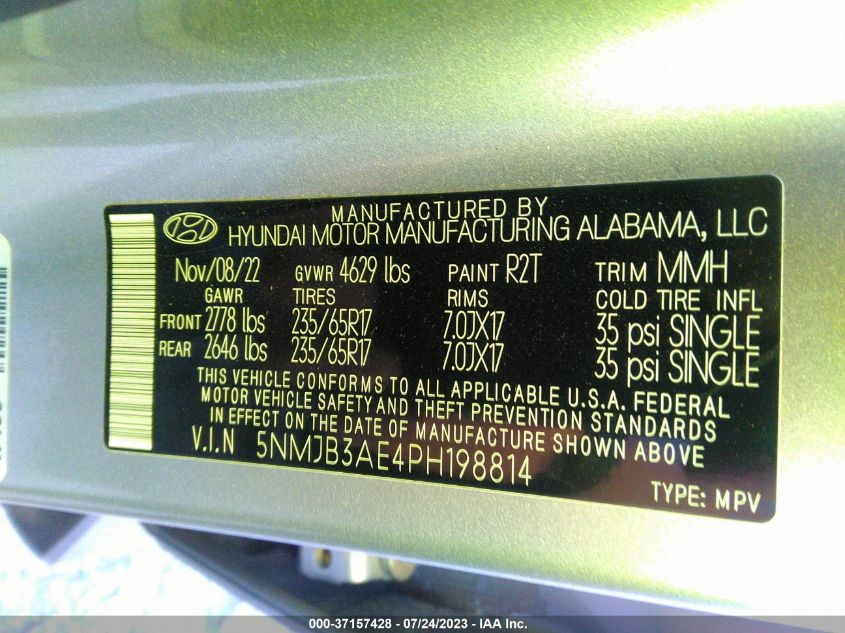 MANUFACTURED BY
HYUNDAI MOTOR MANUFACTURING ALABAMA, LLC
Nov/08/22 GVWR 4629 lbs PAINT R2T TRIM MMH
GAWR TIRES RIMS COLD TIRE INFL
FRONT 2778 lbs 235/65R17 7.0JX17 35 psi SINGLE
REAR 2646 lbs 235/65R17 7.0JX17 35 psi SINGLE
THIS VEHICLE CONFORMS TO ALL APPLICABLE U.S.A. FEDERAL
MOTOR VEHICLE SAFETY AND THEFT PREVENTION STANDARDS
IN EFFECT ON THE DATE OF MANUFACTURE SHOWN ABOVE
V.I.N 5NMJB3AE4PH198814
TYPE: MPV
000-37157428 - 07/24/2023 - IAA Inc.